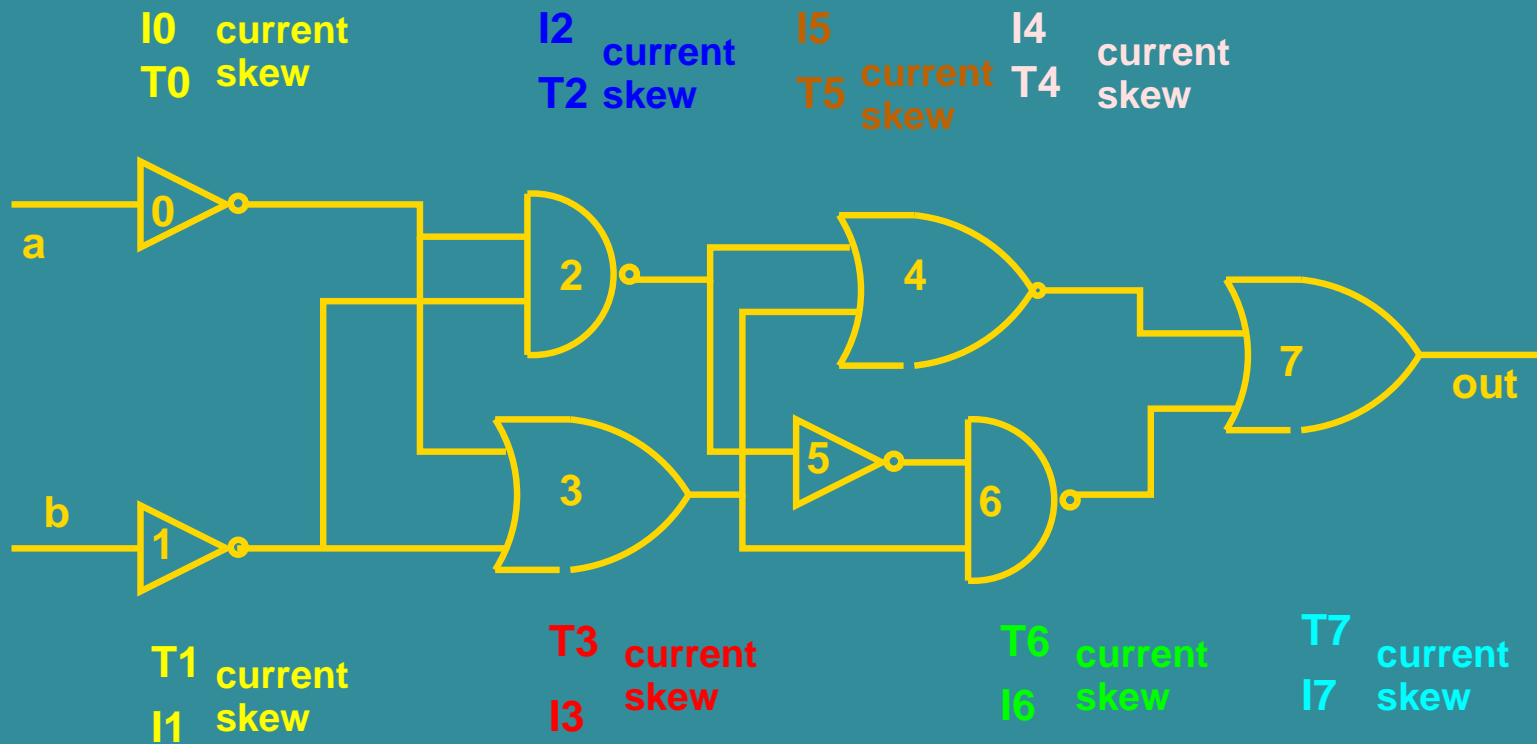 I0 current
T0 skew
I2 current
T2 skew
I5
T5 current
skew
I4 current
T4 skew
0
a
2
4
7
out
5
3
6
b
1
T1 current
I1 skew
T3 current
I3 skew
T6 current
I6 skew
T7 current
I7 skew